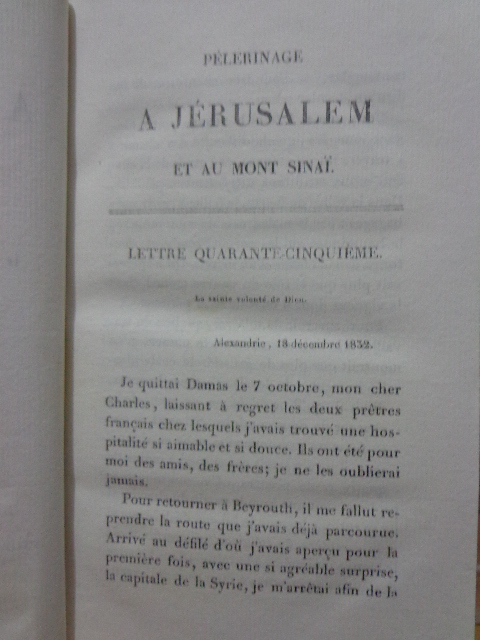 PÈLERINAGE
A JÉRUSALEM
ET AU MONT SINAÏ.
LETTRE QUARANTE-CINQUIÈME.
La sainte volonté de Dieu.
Alexandrie, 18 décembre 1832.
Je quittai Damas le 7 octobre, mon cher
Charles, laissant à regret les deux prêtres
français chez lesquels j'avais trouvé une hos-
pitalité si aimable et si douce. Ils ont été pour
moi des amis, des frères; je ne les oublierai
jamais.
Pour retourner à Beyrouth, il me fallut re-
prendre la route que j'avais déjà parcourue.
Arrivé au défilé d'où j'avais aperçu pour la
première fois, avec une si agréable surprise,
la capitale de la Syrie, je m'arrêtai afin de la